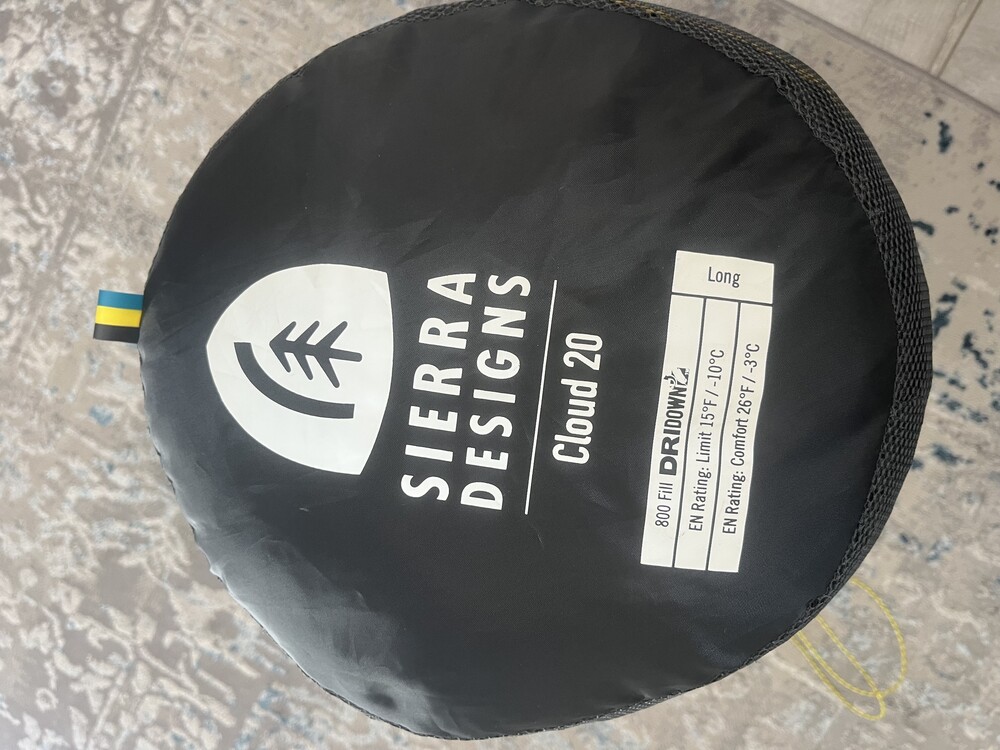 SIERRA
DESIGNS
Cloud 20
800 Fill DRIDOWN
Long
EN Rating: Limit 15°F / -10°C
EN Rating: Comfort 26°F / -3°C